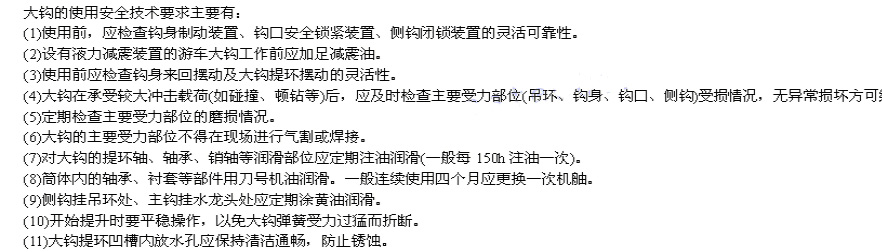 大钩的使用安全技术要求主要有：
(1)使用前，应检查钩身制动装置、钩口安全锁紧装置、侧钩闭锁装置的灵活可靠性。
(2)设有液力减震装置的游车大钩工作前应加足减震油。
(3)使用前应检查钩身来回摆动及大钩提环摆动的灵活性。
(4)大钩在承受较大冲击载荷(如碰撞、顿钻等)后，应及时检查主要受力部位(吊环、钩身、钩口、侧钩)受损情况，无异常损坏方可
(5)定期检查主要受力部位的磨损情况。
(6)大钩的主要受力部位不得在现场进行气割或焊接。
(7)对大钩的提环轴、轴承、销轴等润滑部位应定期注油润滑(一般每 150h 注油一次)。
(8)筒体内的轴承、衬套等部件用刀号机油润滑。一般连续使用四个月应更换一次机舳。
(9)侧钩挂吊环处、主钩挂水龙头处应定期涂黄油润滑。
(10)开始提升时要平稳操作，以免大钩弹簧受力过猛而折断。
(11)大钩提环凹槽内放水孔应保持清洁通畅，防止锈蚀。